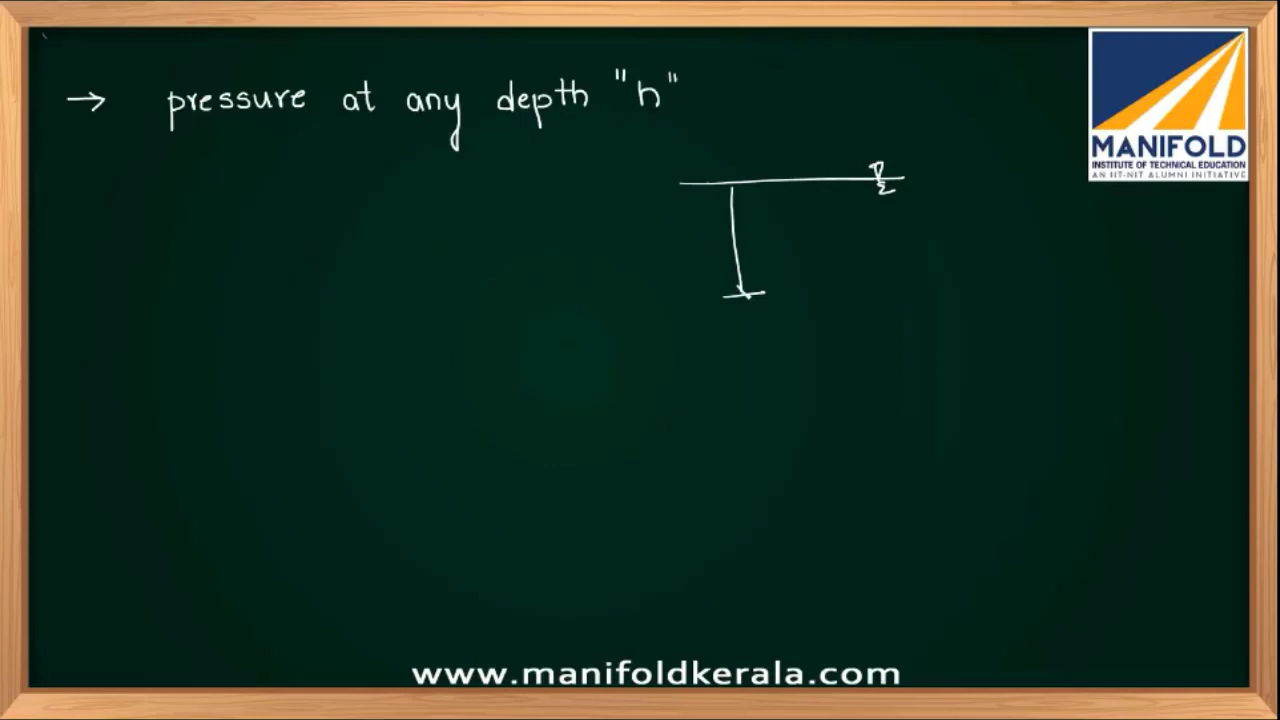 → pressure at any depth "h"
MANIFOLD
INSTITUTE OF TECHNICAL EDUCATION
AN IIT-NIT ALUMNI INITIATIVE
www.manifoldkerala.com